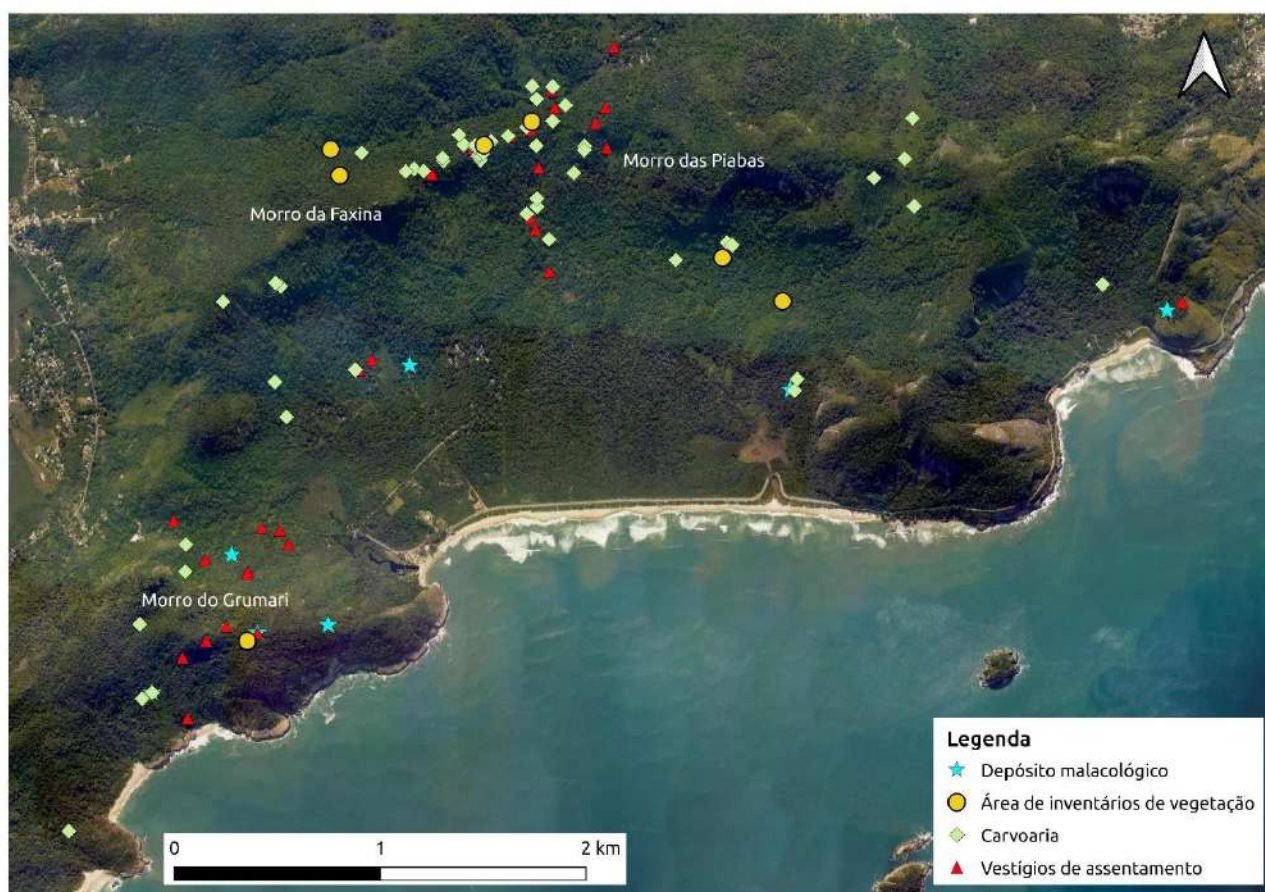 Morro das Piabas
Morro da Faxina
Morro do Grumari
Legenda
Depósito malacológico
Área de inventários de vegetação
Carvoaria
Vestígios de assentamento
0 1 2 km